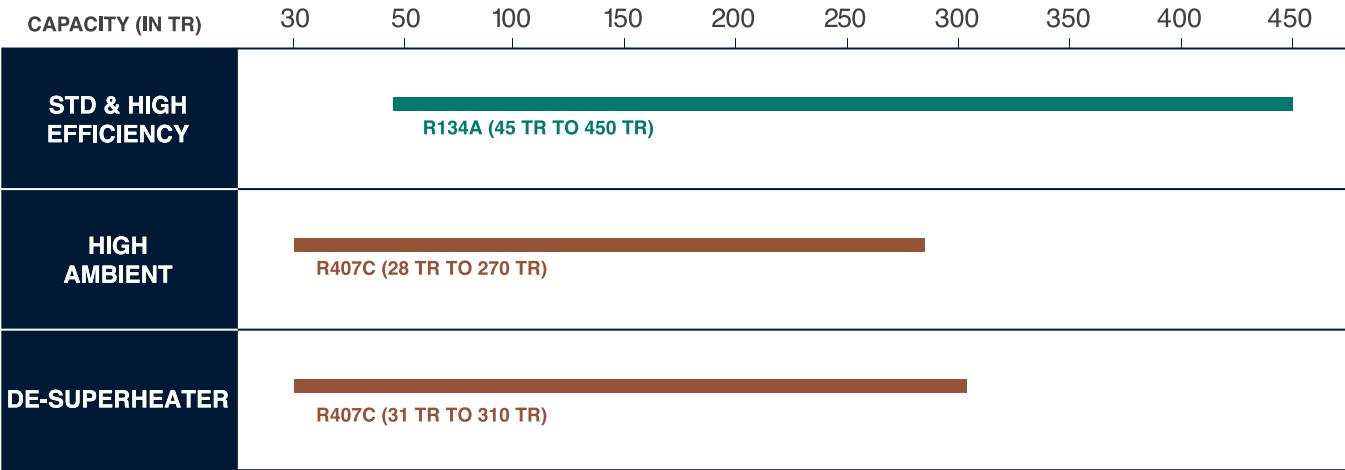 CAPACITY (IN TR) 30 50 100 150 200 250 300 350 400 450
STD & HIGH
EFFICIENCY
R134A (45 TR TO 450 TR)
HIGH
AMBIENT
R407C (28 TR TO 270 TR)
DE-SUPERHEATER
R407C (31 TR TO 310 TR)